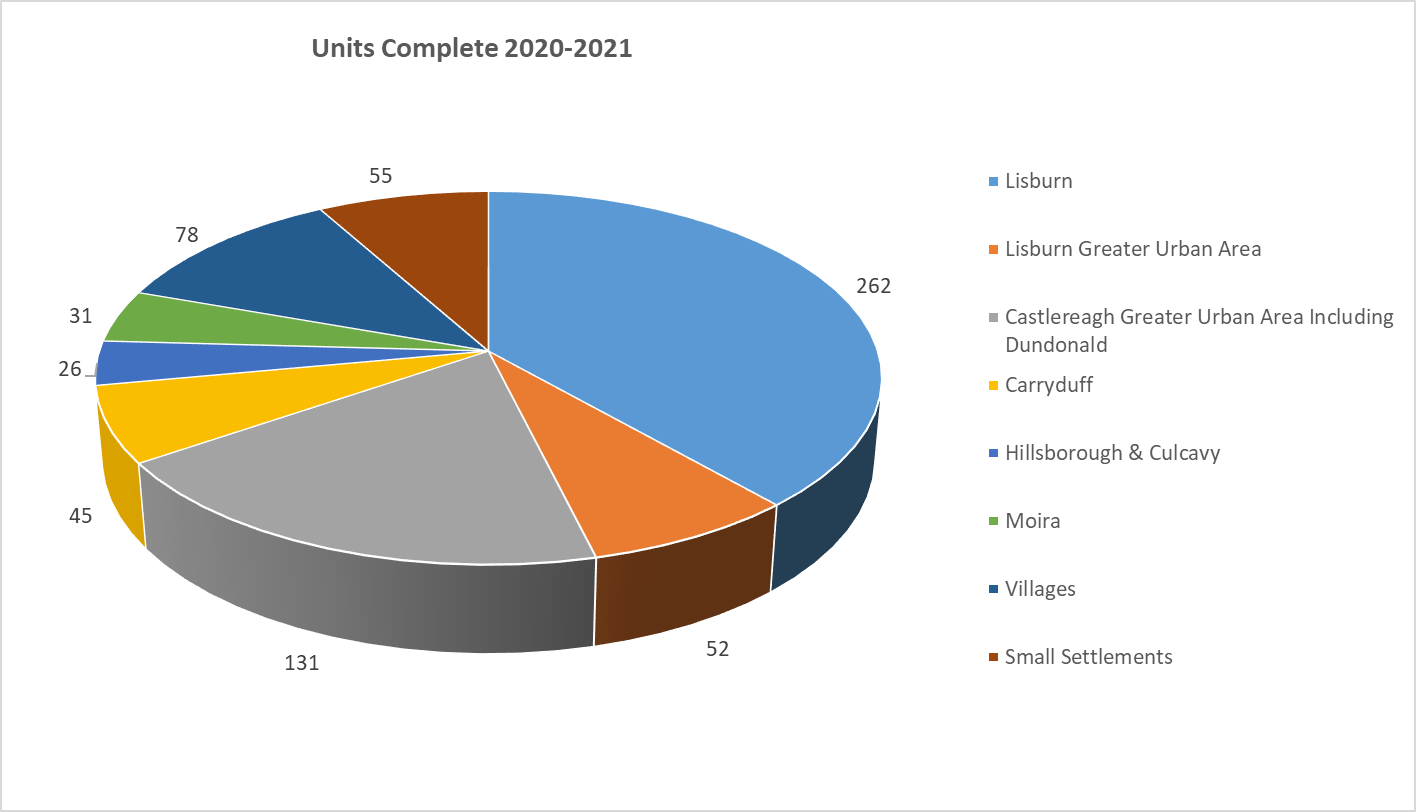 Units Complete 2020-2021
55
78
262
31
26
45
131
52
Lisburn
Lisburn Greater Urban Area
Castlereagh Greater Urban Area Including
Dundonald
Carryduff
Hillsborough & Culcavy
Moira
Villages
Small Settlements